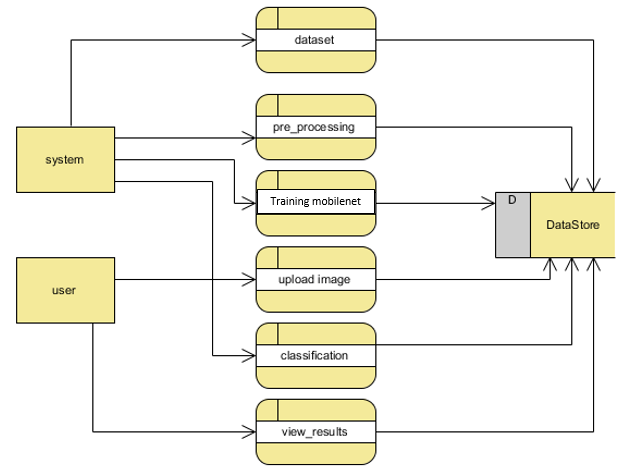 dataset
pre_processing
system
Training mobilenet
D
DataStore
upload image
user
classification
view_results